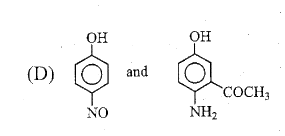 OH OH
(D) and
COCH₃
NO NH₂